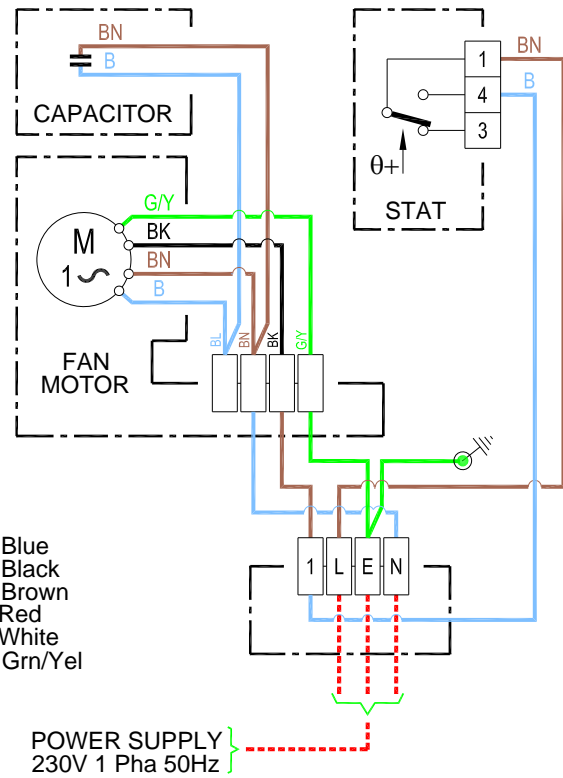 BN
B
CAPACITOR
1
4
3
BN
B
θ+
STAT
G/Y
BK
BN
B
M
1
FAN
MOTOR
BL
BN
BK
G/Y
1
L
E
N
Blue
Black
Brown
Red
White
Grn/Yel
POWER SUPPLY
230V 1 Pha 50Hz